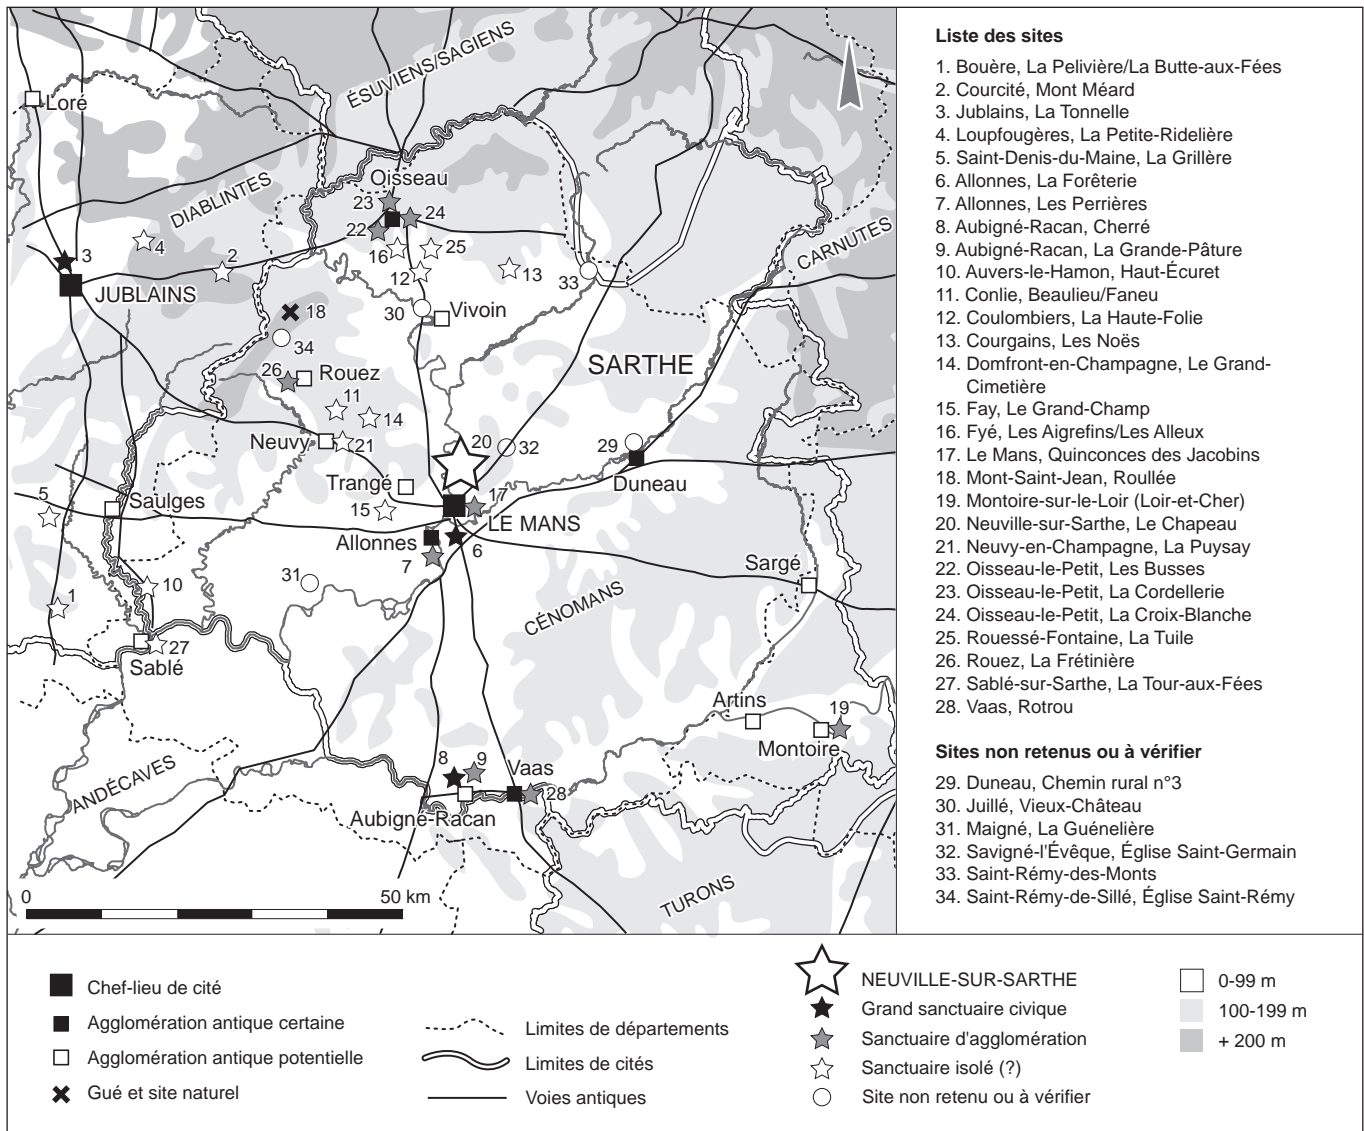 Loré
ÉSUVIENS/SAGIENS
Oisseau
DIABLINTES
23
24
22
3
4
2
16
25
12
13
33
CARNUTES
JUBLAINS
18
30
Vivoin
34
SARTHE
26
Rouez
11
14
Neuvy
21
20
32
29
Duneau
Trangé
5
Saulges
15
17
LE MANS
Allonnes
6
7
Sargé
31
10
1
CÉNOMANS
27
Sablé
Artins
19
Montoire
ANDÉCAVES
8
9
Vaas
28
Aubigné-Racan
TURONS
0
50 km
Liste des sites
1. Bouère, La Pelivière/La Butte-aux-Fées
2. Courcité, Mont Méard
3. Jublains, La Tonnelle
4. Loupfougères, La Petite-Ridelière
5. Saint-Denis-du-Maine, La Grillère
6. Allonnes, La Forêterie
7. Allonnes, Les Perrières
8. Aubigné-Racan, Cherré
9. Aubigné-Racan, La Grande-Pâture
10. Auvers-le-Hamon, Haut-Écuret
11. Conlie, Beaulieu/Faneu
12. Coulombiers, La Haute-Folie
13. Courgains, Les Noës
14. Domfront-en-Champagne, Le Grand-
Cimetière
15. Fay, Le Grand-Champ
16. Fyé, Les Aigrefins/Les Alleux
17. Le Mans, Quinconces des Jacobins
18. Mont-Saint-Jean, Roullée
19. Montoire-sur-le-Loir (Loir-et-Cher)
20. Neuville-sur-Sarthe, Le Chapeau
21. Neuvy-en-Champagne, La Puysay
22. Oisseau-le-Petit, Les Busses
23. Oisseau-le-Petit, La Cordellerie
24. Oisseau-le-Petit, La Croix-Blanche
25. Rouessé-Fontaine, La Tuile
26. Rouez, La Frétinière
27. Sablé-sur-Sarthe, La Tour-aux-Fées
28. Vaas, Rotrou
Sites non retenus ou à vérifier
29. Duneau, Chemin rural n°3
30. Juillé, Vieux-Château
31. Maigné, La Guénelière
32. Savigné-l'Évêque, Église Saint-Germain
33. Saint-Rémy-des-Monts
34. Saint-Rémy-de-Sillé, Église Saint-Rémy
Chef-lieu de cité
Agglomération antique certaine
Agglomération antique potentielle
Gué et site naturel
Limites de départements
Limites de cités
Voies antiques
NEUVILLE-SUR-SARTHE
Grand sanctuaire civique
Sanctuaire d'agglomération
Sanctuaire isolé (?)
Site non retenu ou à vérifier
0-99 m
100-199 m
+ 200 m